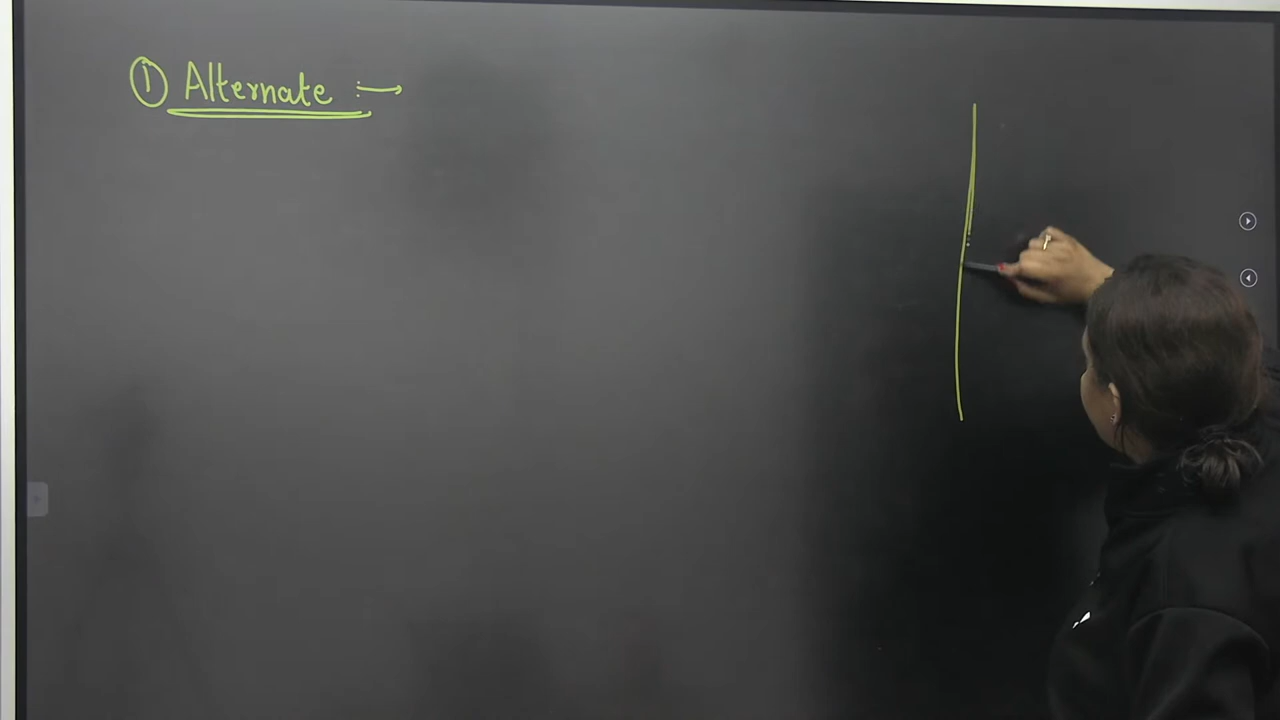 ① Alternate :→